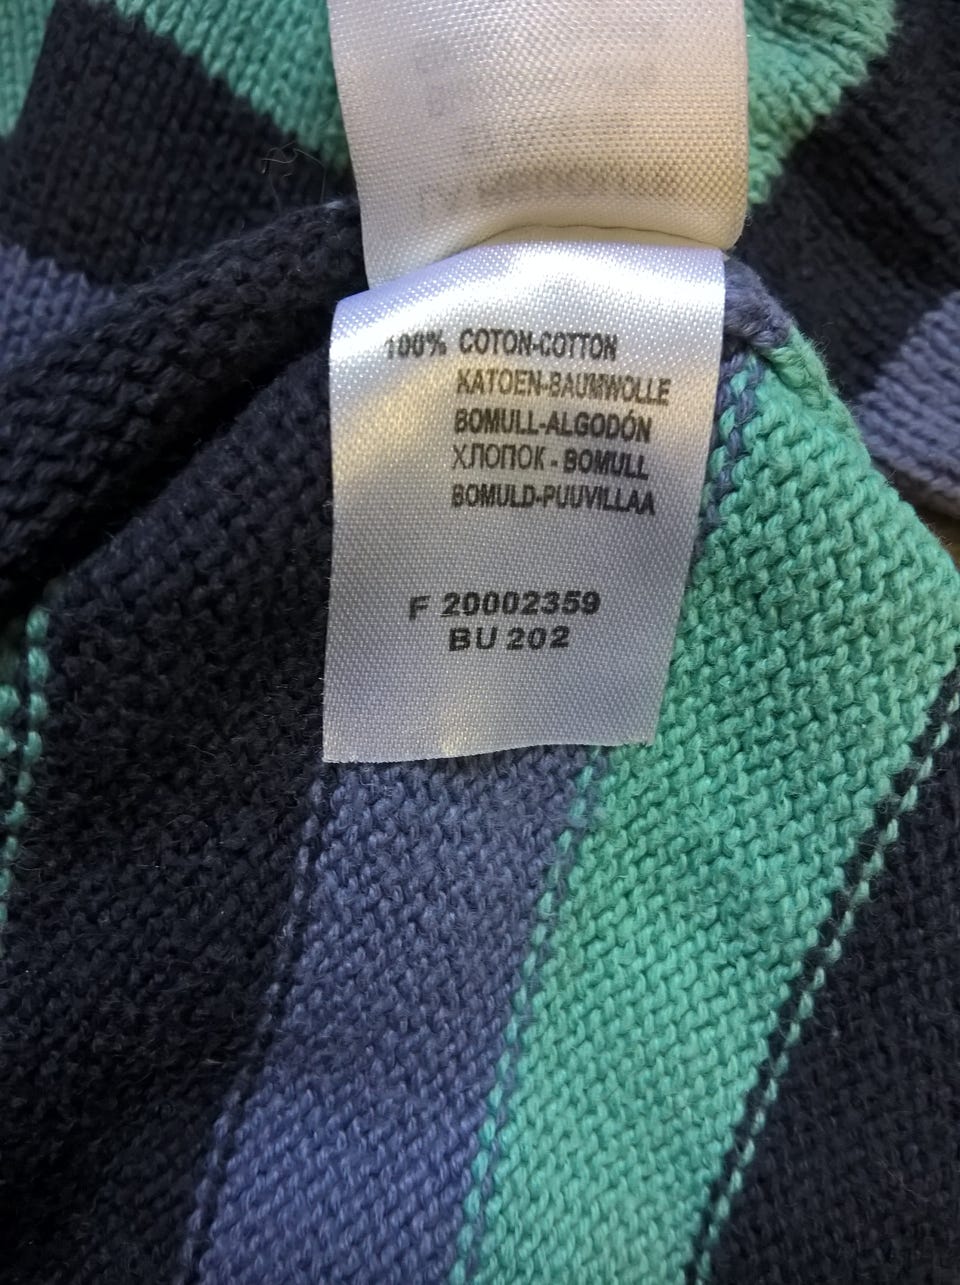 100% COTON-COTTON
KATOEN-BAUMWOLLE
BOMULL-ALGODÓN
ХЛОПОК - BOMULL
BOMULD-PUUVILLAA
F 20002359
BU 202